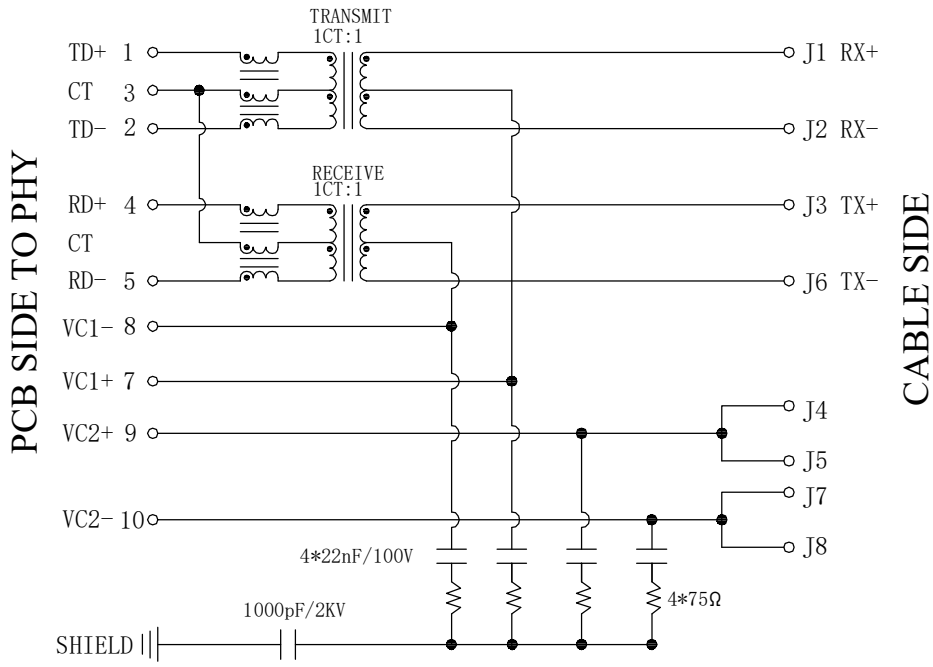 TRANSMIT
1CT:1
TD+ 1
J1 RX+
CT 3
TD- 2
J2 RX-
RECEIVE
1CT:1
RD+ 4
J3 TX+
CT
RD- 5
J6 TX-
VC1- 8
VC1+ 7
VC2+ 9
J4
J5
J7
VC2- 10
J8
4*22nF/100V
4*75Ω
1000pF/2KV
SHIELD
PCB SIDE TO PHY
CABLE SIDE